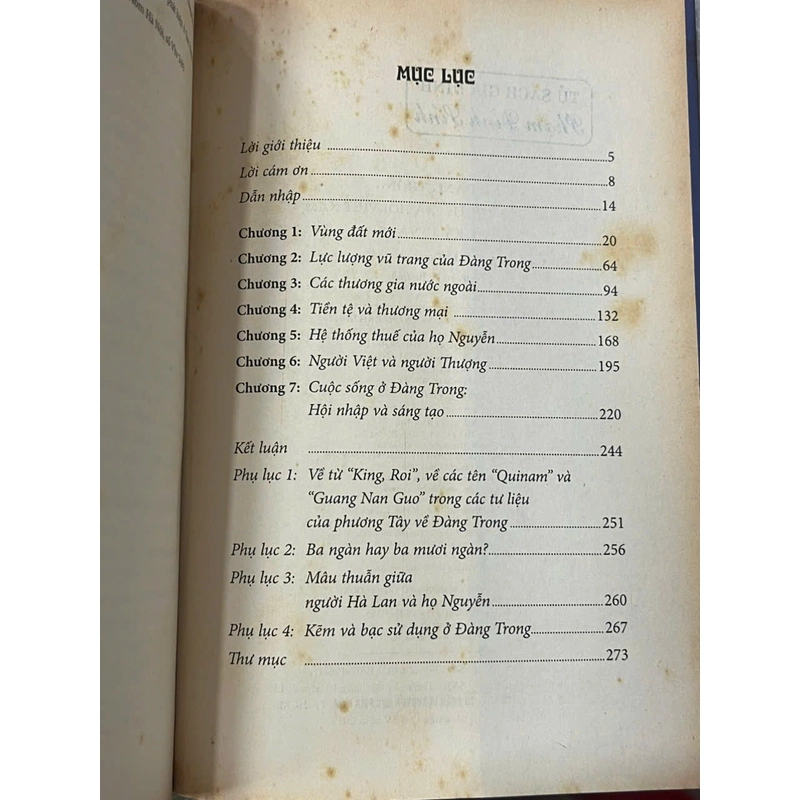 MỤC LỤC
TỦ SÁCH GIA ĐÌNH
Lời giới thiệu ........ 5
Lời cám ơn ........ 8
Dẫn nhập ........ 14
Chương 1: Vùng đất mới ........ 20
Chương 2: Lực lượng vũ trang của Đàng Trong ........ 64
Chương 3: Các thương gia nước ngoài ........ 94
Chương 4: Tiền tệ và thương mại ........ 132
Chương 5: Hệ thống thuế của họ Nguyễn ........ 168
Chương 6: Người Việt và người Thượng ........ 195
Chương 7: Cuộc sống ở Đàng Trong:
Hội nhập và sáng tạo ........ 220
Kết luận ........ 244
Phụ lục 1: Về từ “King, Roi”, về các tên “Quinam” và
“Guang Nan Guo” trong các tư liệu
của phương Tây về Đàng Trong ........ 251
Phụ lục 2: Ba ngàn hay ba mươi ngàn? ........ 256
Phụ lục 3: Mâu thuẫn giữa
người Hà Lan và họ Nguyễn ........ 260
Phụ lục 4: Kẽm và bạc sử dụng ở Đàng Trong ........ 267
Thư mục ........ 273